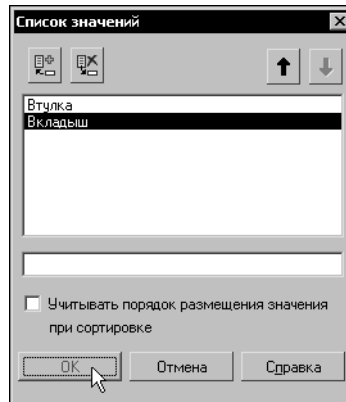 Список значений
Втулка
Вкладыш
Учитывать порядок размещения значения
при сортировке
OK
Отмена
Справка